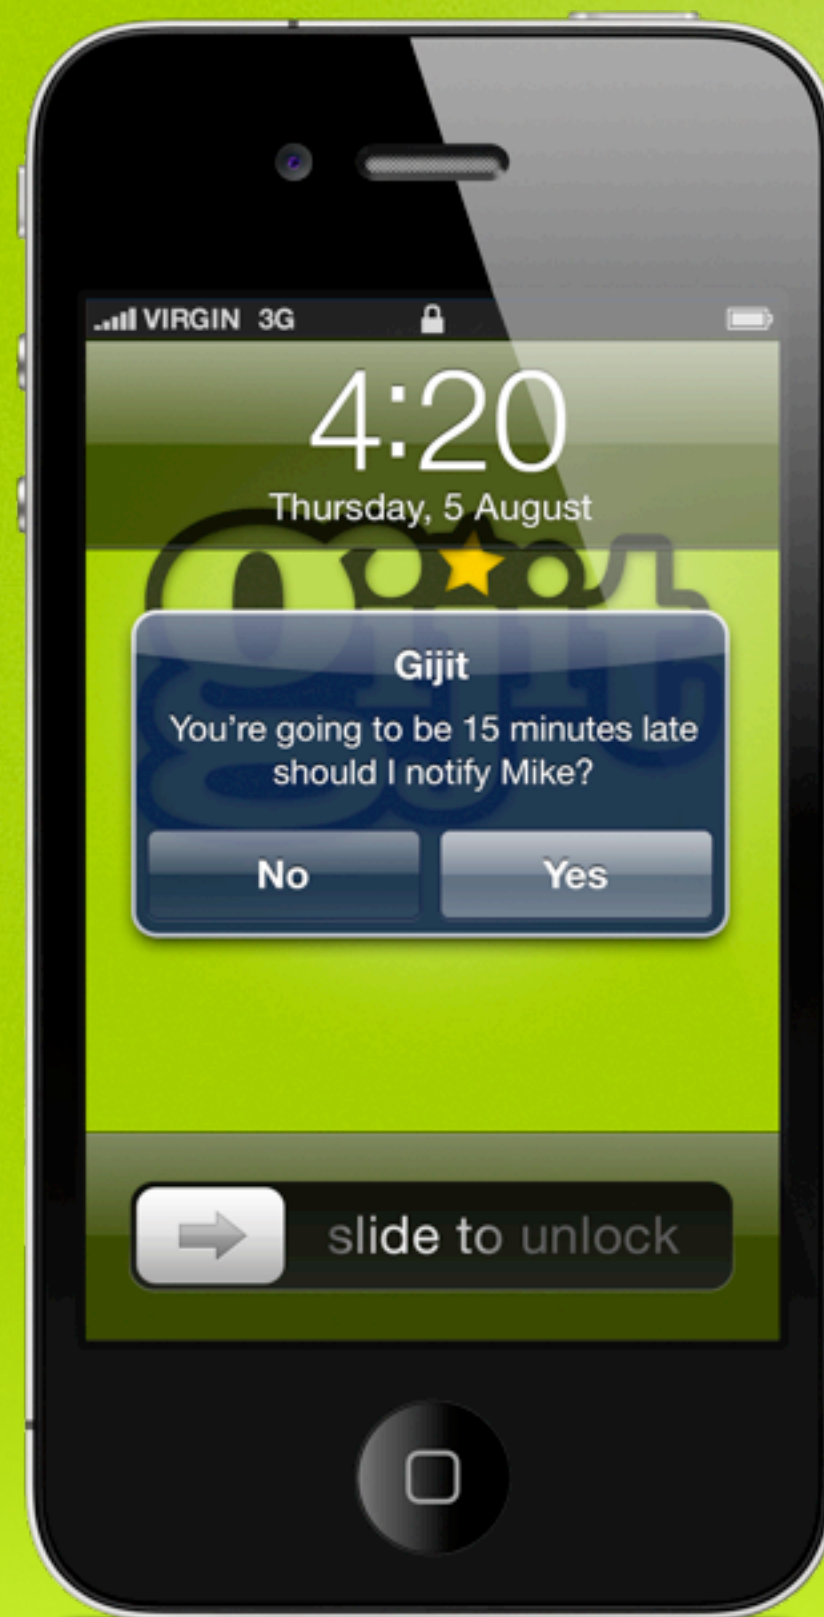 VIRGIN 3G
4:20
Thursday, 5 August
gijit
Gijit
You're going to be 15 minutes late
should I notify Mike?
No Yes
slide to unlock